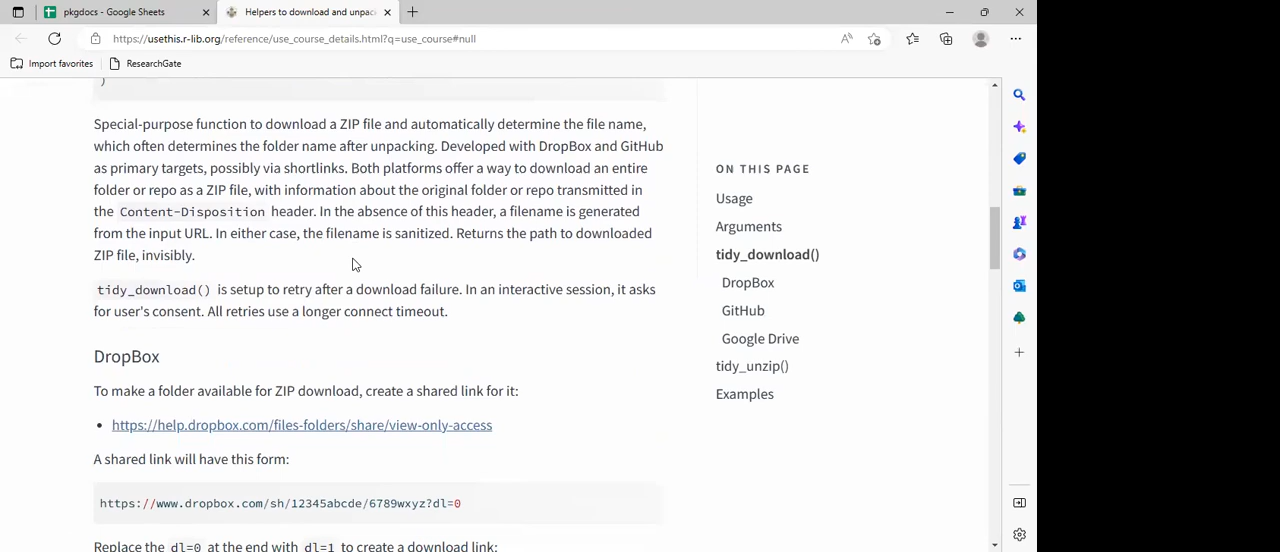 pkgdocs - Google Sheets
Helpers to download and unpac
https://usethis.r-lib.org/reference/use_course_details.html?q=use_course#null
Import favorites
ResearchGate
)
Special-purpose function to download a ZIP file and automatically determine the file name,
which often determines the folder name after unpacking. Developed with DropBox and GitHub
as primary targets, possibly via shortlinks. Both platforms offer a way to download an entire
folder or repo as a ZIP file, with information about the original folder or repo transmitted in
the Content-Disposition header. In the absence of this header, a filename is generated
from the input URL. In either case, the filename is sanitized. Returns the path to downloaded
ZIP file, invisibly.
tidy_download() is setup to retry after a download failure. In an interactive session, it asks
for user's consent. All retries use a longer connect timeout.
DropBox
To make a folder available for ZIP download, create a shared link for it:
• https://help.dropbox.com/files-folders/share/view-only-access
A shared link will have this form:
https://www.dropbox.com/sh/12345abcde/6789wxyz?dl=0
Replace the dl=0 at the end with dl=1 to create a download link:
ON THIS PAGE
Usage
Arguments
tidy_download()
DropBox
GitHub
Google Drive
tidy_unzip()
Examples